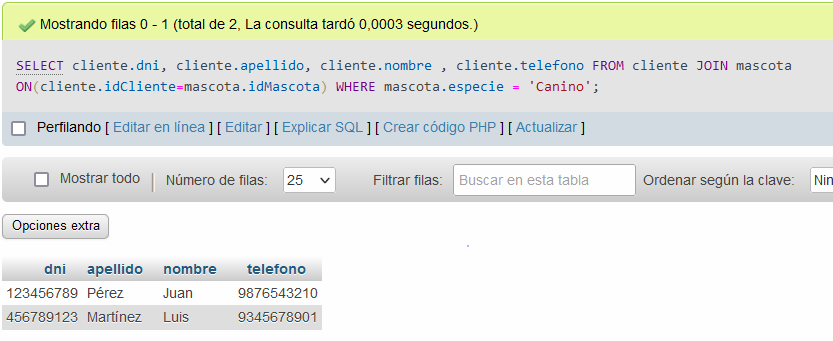 Mostrando filas 0 - 1 (total de 2, La consulta tardó 0,0003 segundos.)
SELECT cliente.dni, cliente.apellido, cliente.nombre , cliente.telefono FROM cliente JOIN mascota
ON(cliente.idCliente=mascota.idMascota) WHERE mascota.especie = 'Canino';
Perfilando [ Editar en línea ] [ Editar ] [ Explicar SQL ] [ Crear código PHP ] [ Actualizar ]
Mostrar todo | Número de filas: 25 Filtrar filas: Buscar en esta tabla Ordenar según la clave: Nin
Opciones extra
dni apellido nombre telefono
123456789 Pérez Juan 9876543210
456789123 Martínez Luis 9345678901